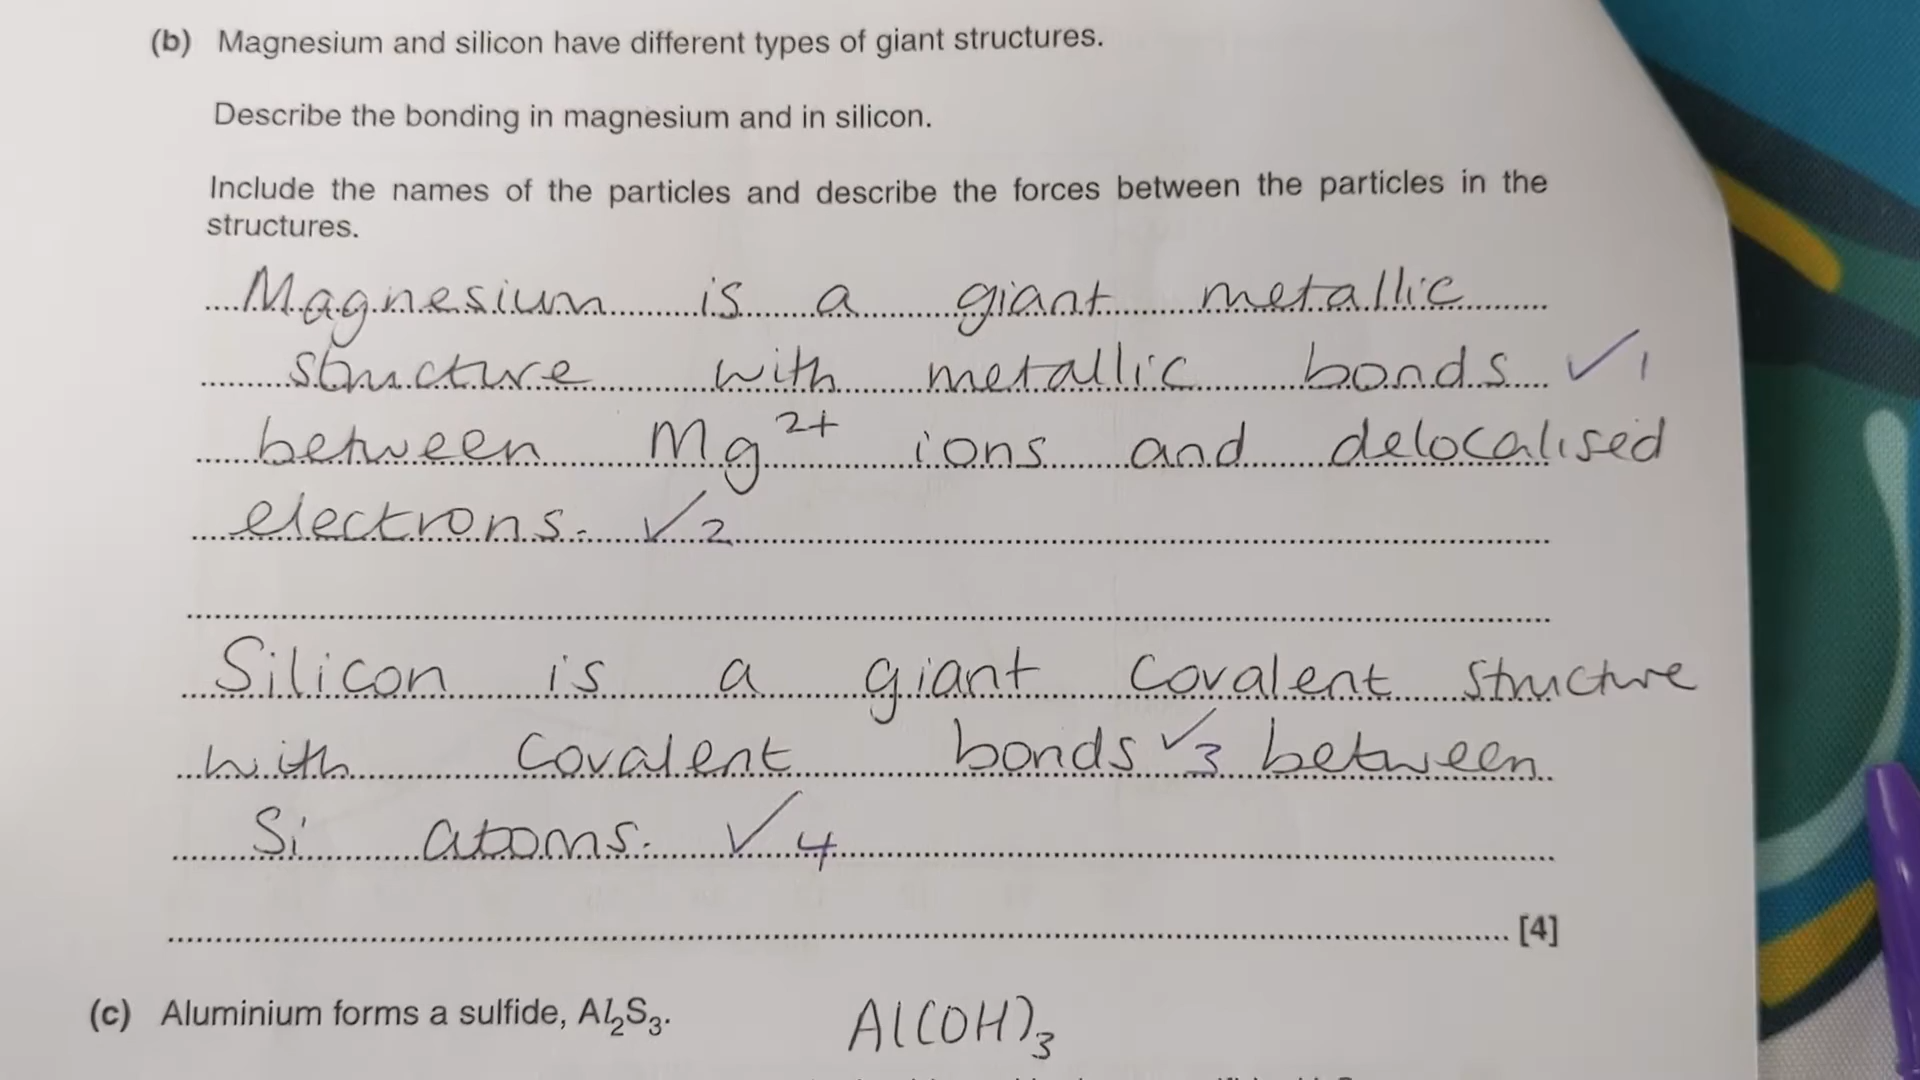 (b) Magnesium and silicon have different types of giant structures.
Describe the bonding in magnesium and in silicon.
Include the names of the particles and describe the forces between the particles in the
structures.
Magnesium is a giant metallic
structure with metallic bonds ✓1
between Mg²⁺ ions and delocalised
electrons. ✓2
Silicon is a giant covalent structure
with covalent bonds ✓3 between
Si atoms. ✓4
[4]
(c) Aluminium forms a sulfide, Al₂S₃. Al(OH)₃